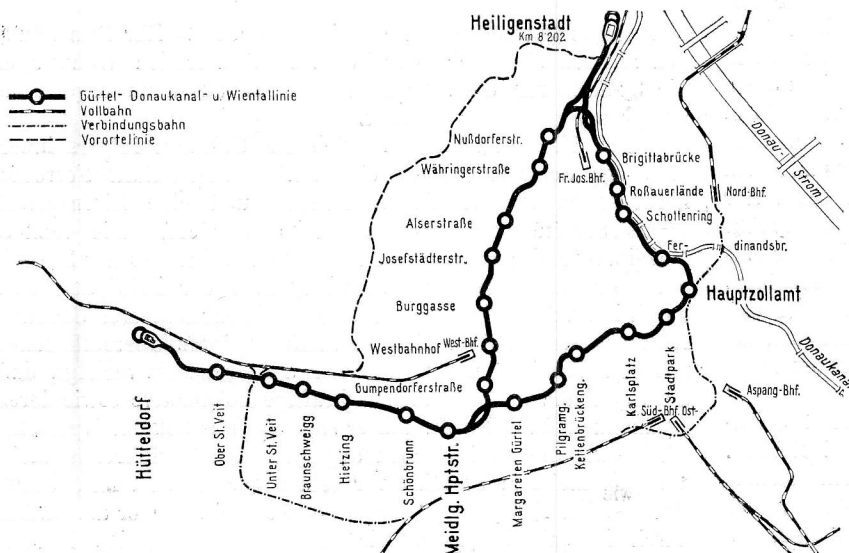 Heiligenstadt
Km 8·202
Gürtel- Donaukanal- u. Wientallinie
Vollbahn
Verbindungsbahn
Vorortelinie
Nußdorferstr.
Währingerstraße
Alserstraße
Josefstädterstr.
Burggasse
Westbahnhof
West-Bhf.
Gumpendorferstraße
Fr. Jos. Bhf.
Brigittabrücke
Roßauerlände
Schottenring
Fer-
dinandsbr.
Nord-Bhf.
Donau-
Strom
Hauptzollamt
Donaukanal
Aspang-Bhf.
Süd-Bhf. Ost-
Hütteldorf
Ober St. Veit
Unter St. Veit
Braunschweigg
Hietzing
Schönbrunn
Meidlg. Hptstr.
Margareten Gürtel
Pilgramg.
Kettenbrückeng.
Karlsplatz
Stadtpark